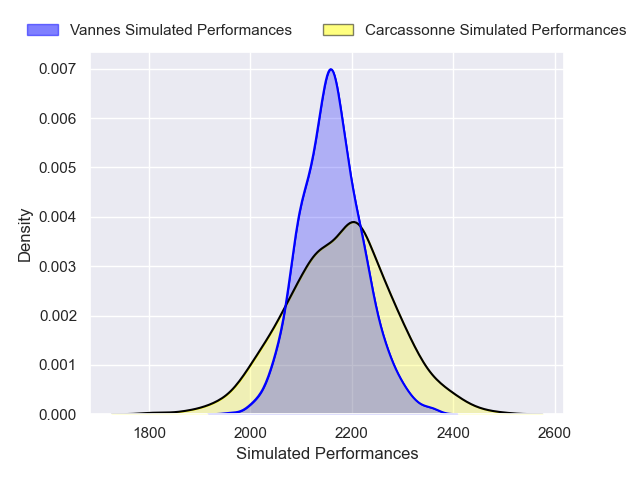 Vannes Simulated Performances Carcassonne Simulated Performances
0.007
0.006
0.005
0.004
0.003
0.002
0.001
0.000
Density
1800 2000 2200 2400 2600
Simulated Performances